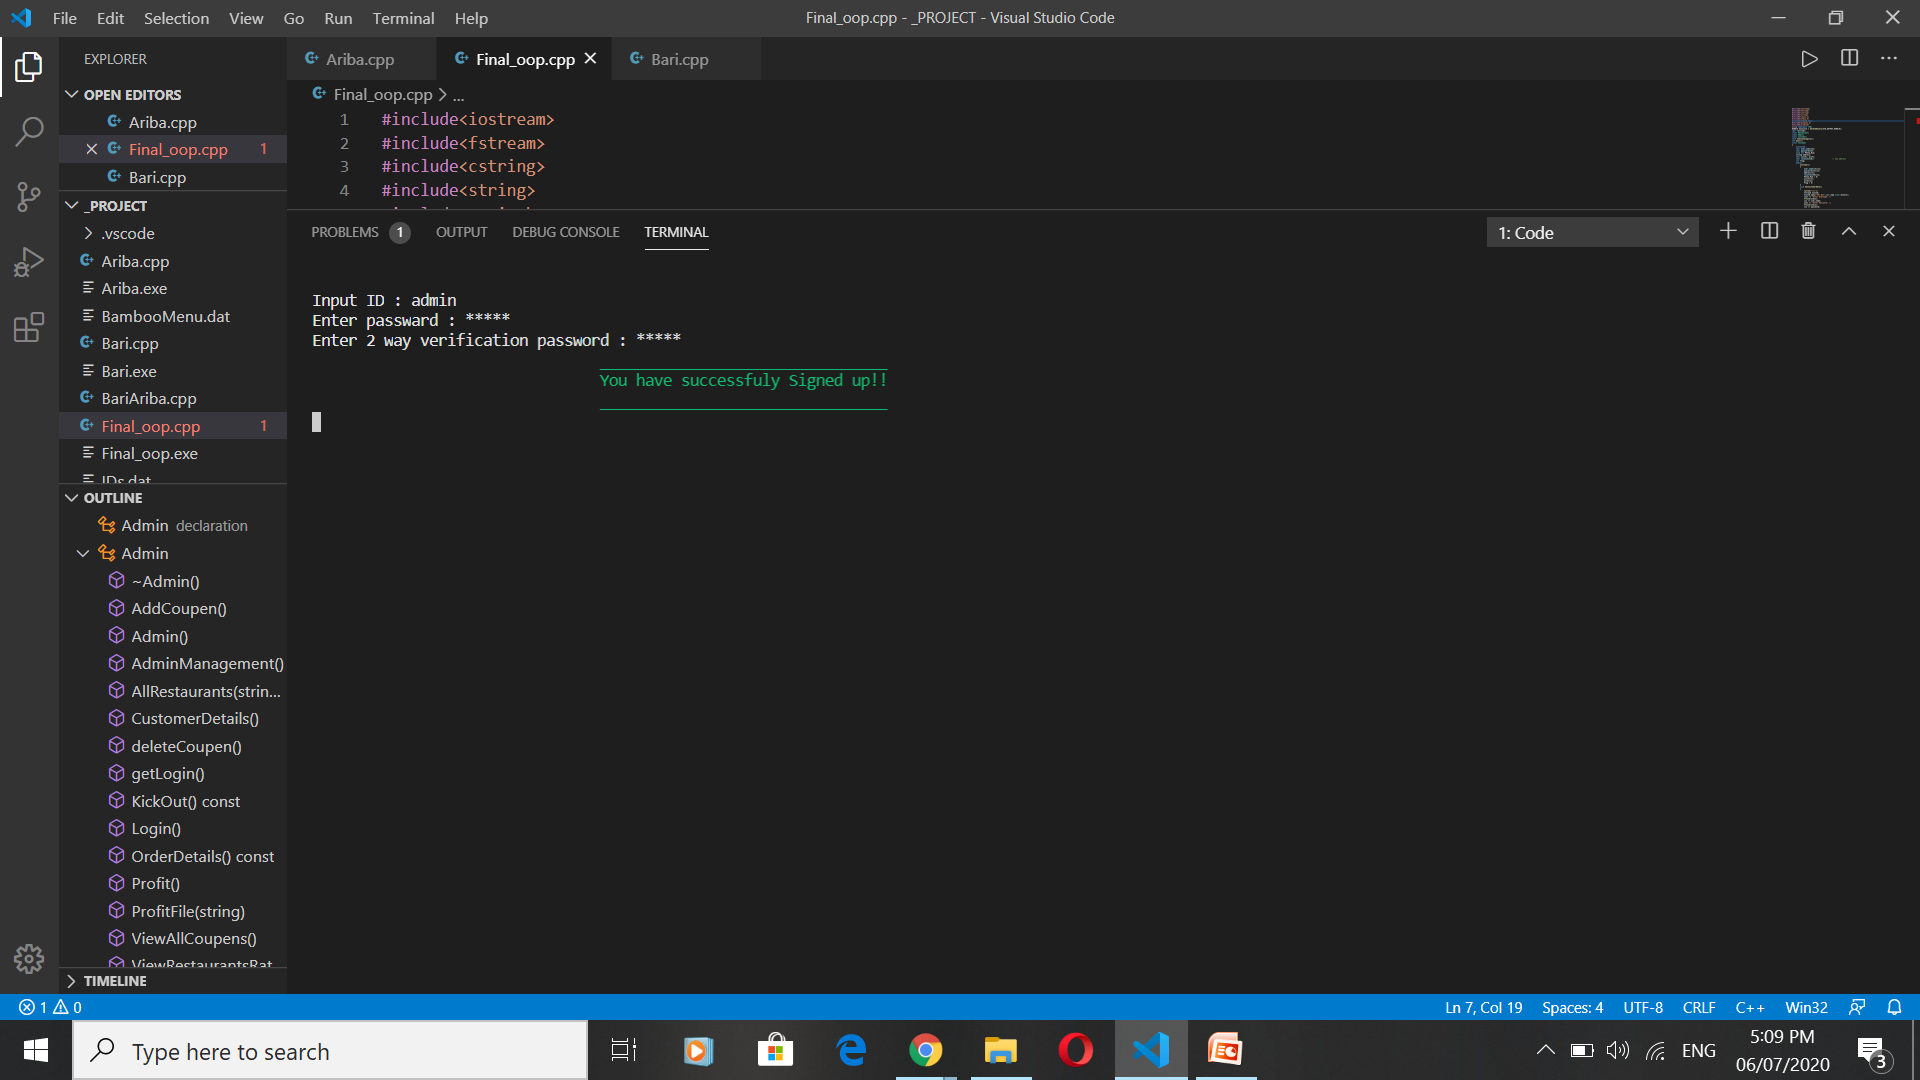 File Edit Selection View Go Run Terminal Help
Final_oop.cpp - _PROJECT - Visual Studio Code
EXPLORER
OPEN EDITORS
Ariba.cpp
Final_oop.cpp 1
Bari.cpp
_PROJECT
.vscode
Ariba.cpp
Ariba.exe
BambooMenu.dat
Bari.cpp
Bari.exe
BariAriba.cpp
Final_oop.cpp 1
Final_oop.exe
IDs.dat
OUTLINE
Admin declaration
Admin
~Admin()
AddCoupen()
Admin()
AdminManagement()
AllRestaurants(strin...
CustomerDetails()
deleteCoupen()
getLogin()
KickOut() const
Login()
OrderDetails() const
Profit()
ProfitFile(string)
ViewAllCoupens()
ViewRestaurantsRat
TIMELINE
Ariba.cpp Final_oop.cpp Bari.cpp
Final_oop.cpp > ...
1 #include<iostream>
2 #include<fstream>
3 #include<cstring>
4 #include<string>
PROBLEMS 1 OUTPUT DEBUG CONSOLE TERMINAL 1: Code
Input ID : admin
Enter passward : *****
Enter 2 way verification password : *****
You have successfuly Signed up!!
1 0 Ln 7, Col 19 Spaces: 4 UTF-8 CRLF C++ Win32
Type here to search
ENG
5:09 PM
06/07/2020
3